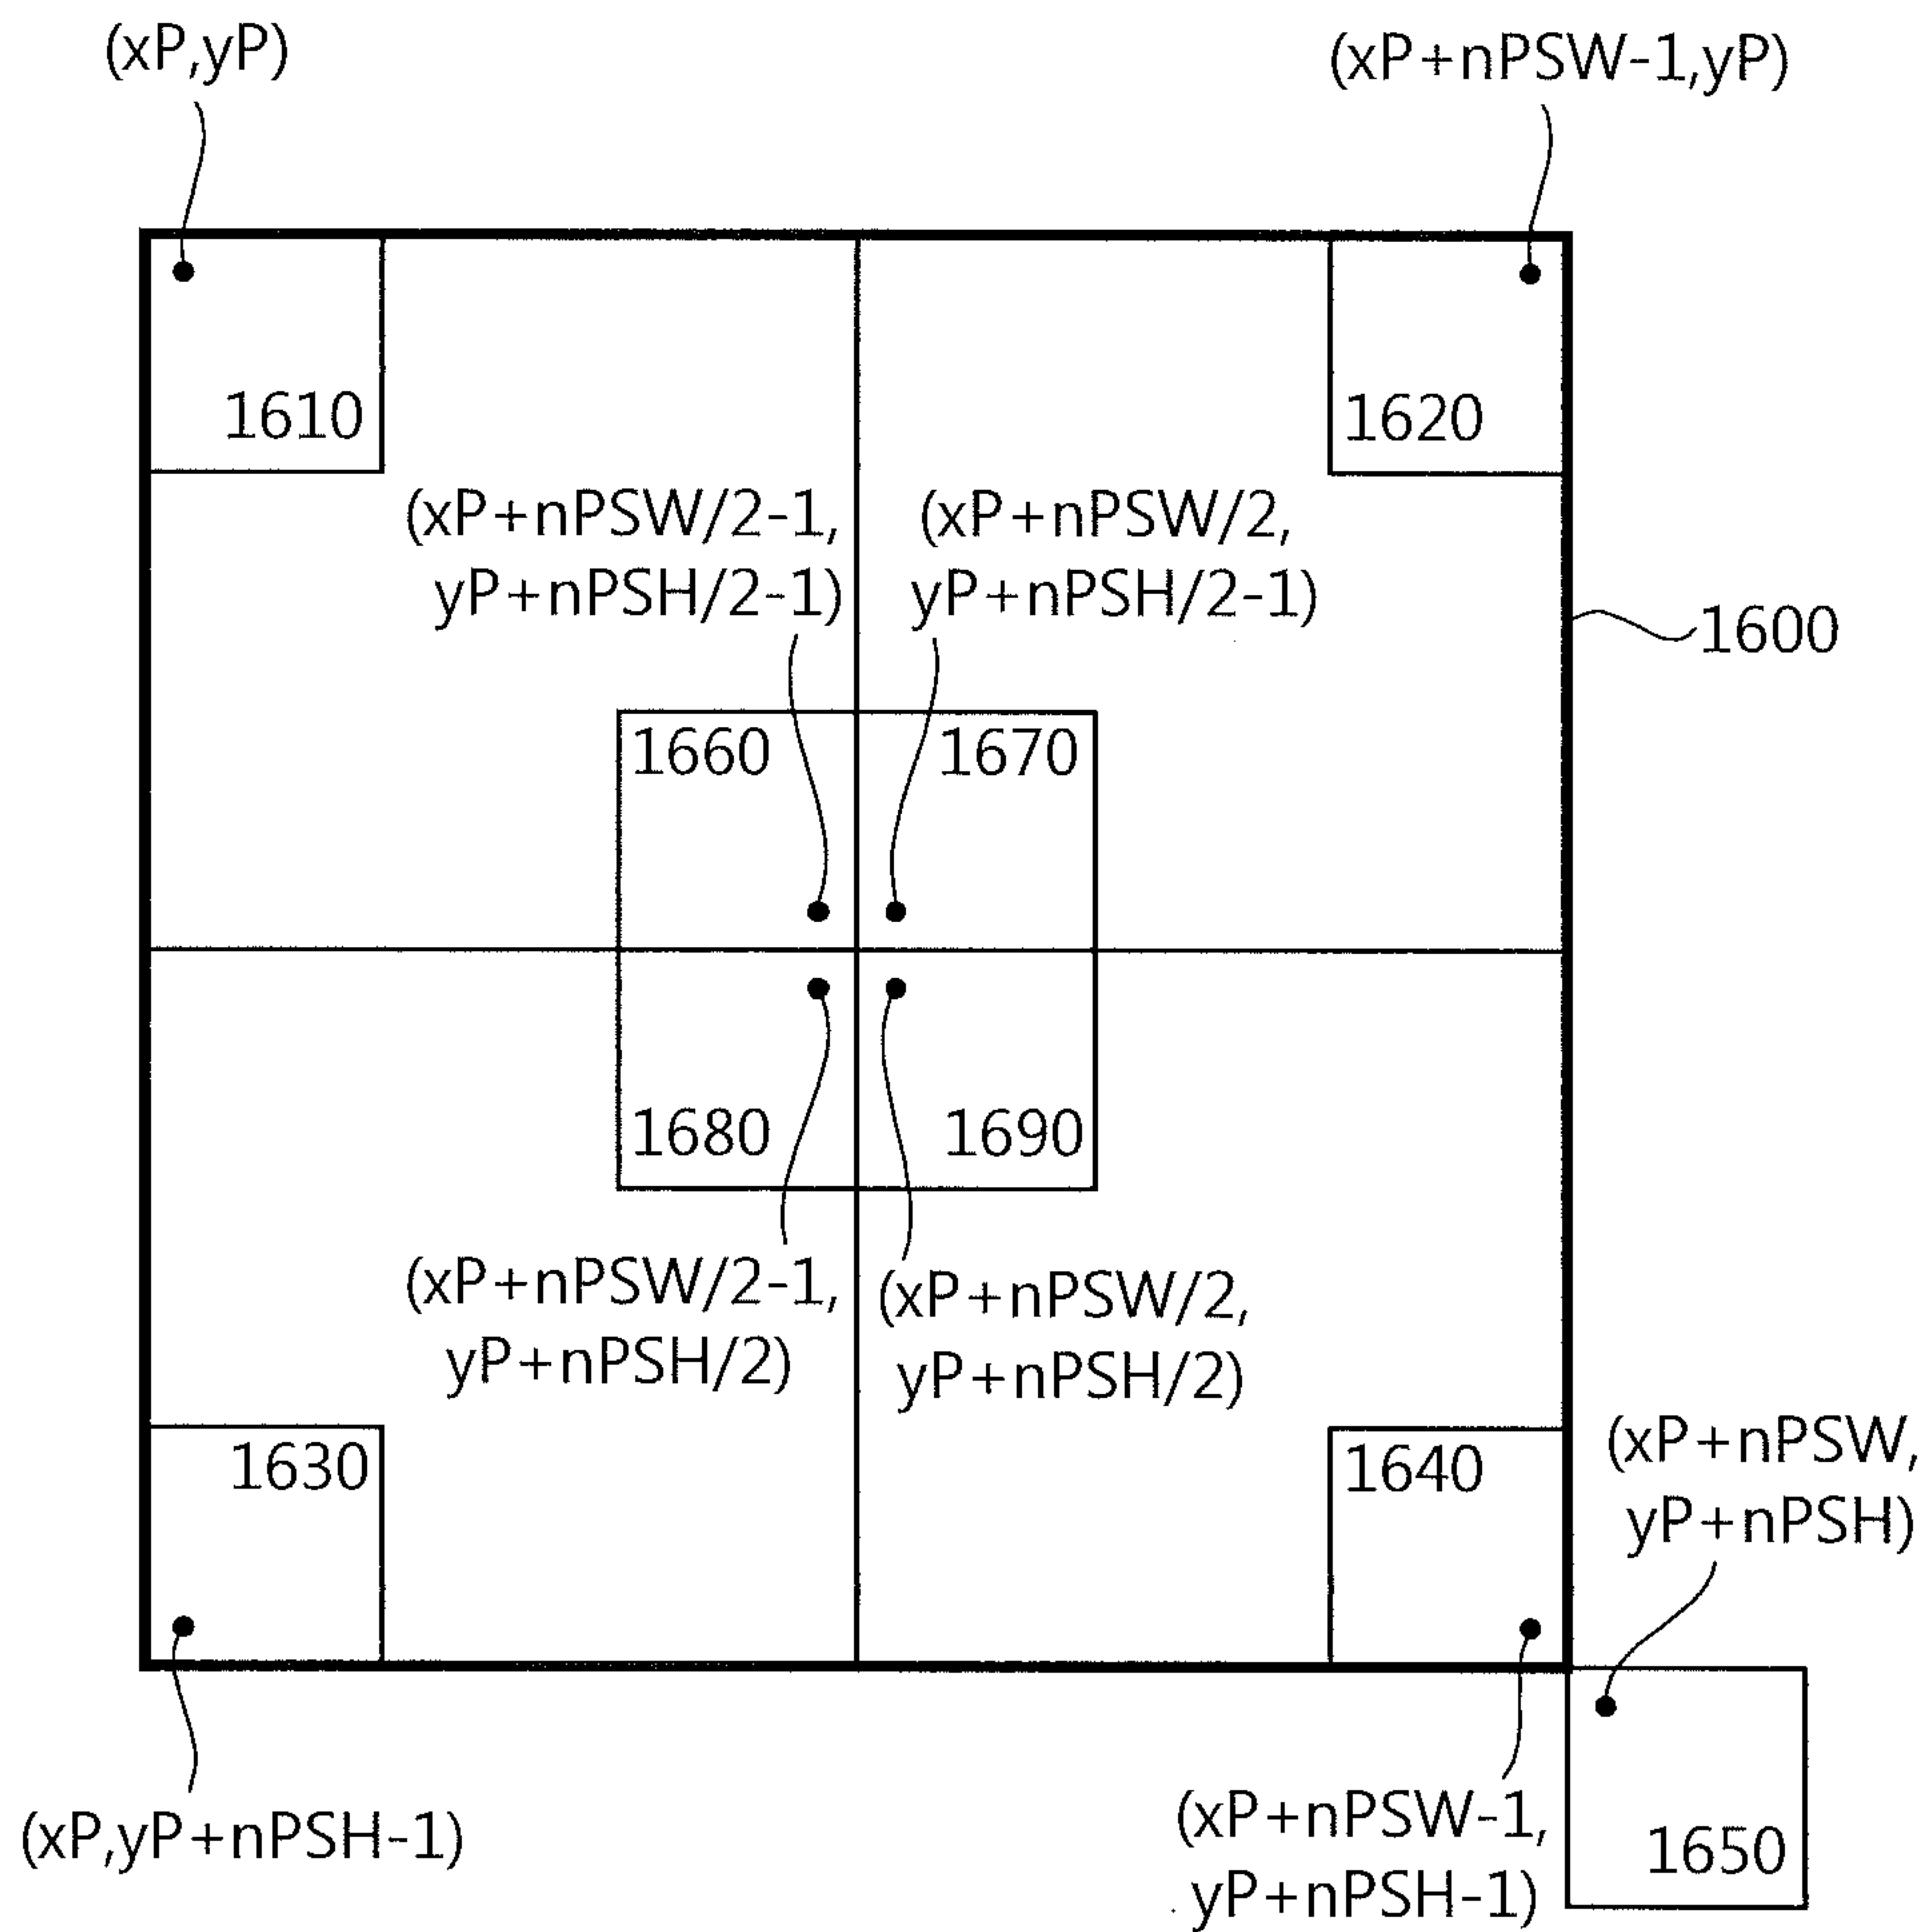 (xP,yP)
(xP+nPSW-1,yP)
1610
1620
(xP+nPSW/2-1,
yP+nPSH/2-1)
(xP+nPSW/2,
yP+nPSH/2-1)
1600
1660
1670
1680
1690
(xP+nPSW/2-1,
yP+nPSH/2)
(xP+nPSW/2,
yP+nPSH/2)
1630
1640
(xP+nPSW,
yP+nPSH)
(xP,yP+nPSH-1)
(xP+nPSW-1,
yP+nPSH-1)
1650